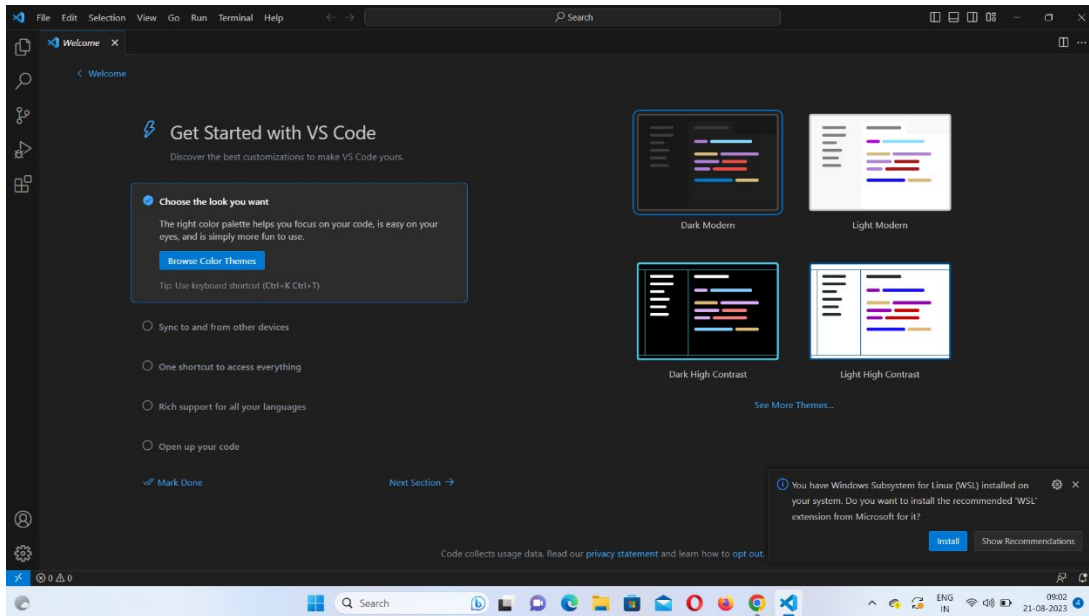 File Edit Selection View Go Run Terminal Help
Search
Welcome
Welcome
Get Started with VS Code
Discover the best customizations to make VS Code yours.
Choose the look you want
The right color palette helps you focus on your code, is easy on your
eyes, and is simply more fun to use.
Browse Color Themes
Tip: Use keyboard shortcut (Ctrl+K Ctrl+T)
Sync to and from other devices
One shortcut to access everything
Rich support for all your languages
Open up your code
Mark Done
Next Section
Dark Modern
Light Modern
Dark High Contrast
Light High Contrast
See More Themes...
You have Windows Subsystem for Linux (WSL) installed on
your system. Do you want to install the recommended 'WSL'
extension from Microsoft for it?
Install
Show Recommendations
Code collects usage data. Read our privacy statement and learn how to opt out.
0 0
Search
ENG
IN
09:02
21-08-2023